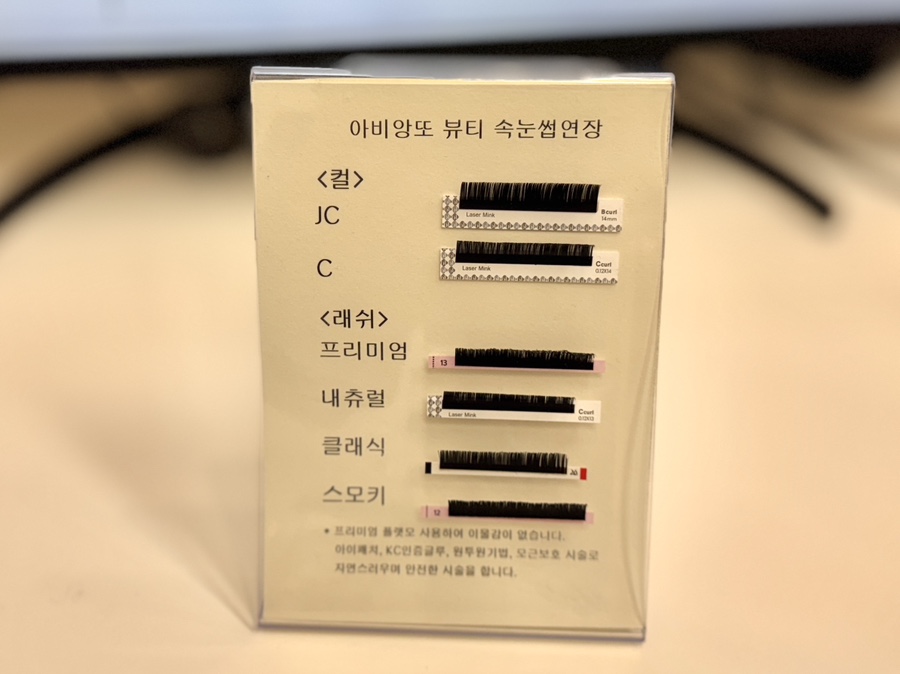 아비앙또 뷰티 속눈썹연장
<컬>
JC
Laser Mink
Bcurl
14mm
C
Laser Mink
Ccurl
<래쉬>
프리미엄
13
내츄럴
Laser Mink
Ccurl
클래식
스모키
12
* 프리미엄 플랫모 사용하여 이물감이 없습니다.
아이패치, KC인증글루, 원투원기법, 모근보호 시술로
자연스러우며 안전한 시술을 합니다.